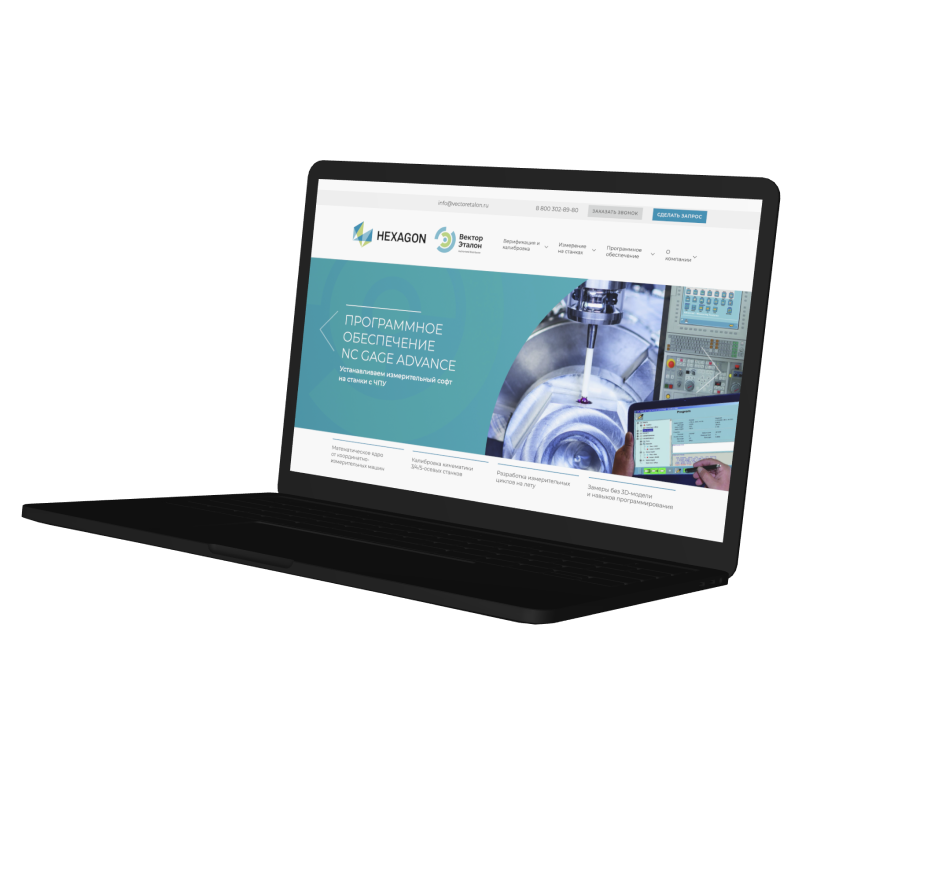 info@vectoretalon.ru
8 800 302-89-80
ЗАКАЗАТЬ ЗВОНОК
СДЕЛАТЬ ЗАПРОС
HEXAGON
Вектор
Эталон
Верификация и
калибровка
Измерение
на станках
Программное
обеспечение
О
компании
ПРОГРАММНОЕ
ОБЕСПЕЧЕНИЕ
NC GAGE ADVANCE
Устанавливаем измерительный софт
на станки с ЧПУ
Математическое ядро
от координатно-
измерительных машин
Калибровка кинематики
3/4/5-осевых станков
Разработка измерительных
циклов на лету
Замеры без 3D-модели
и навыков программирования
Program